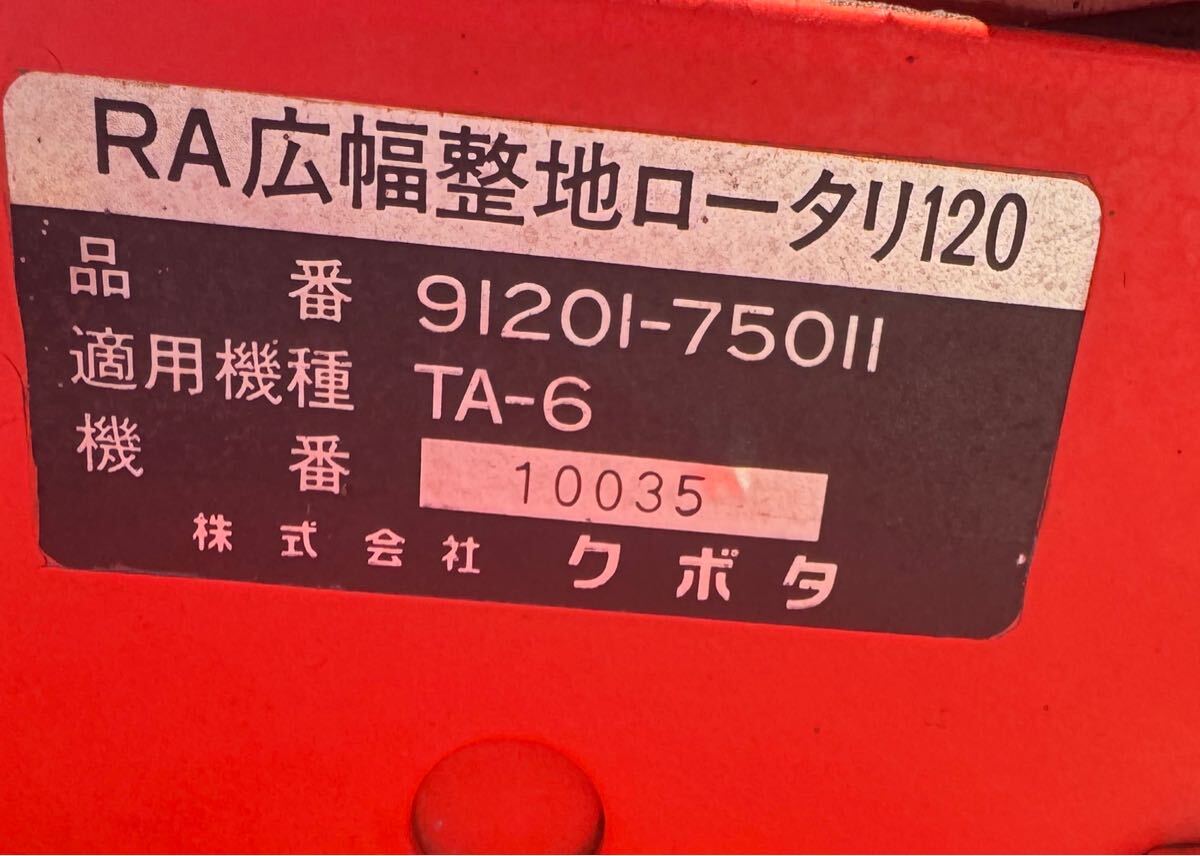 RA広幅整地ロータリ120
品番 91201-75011
適用機種 TA-6
機番 10035
株式会社クボタ